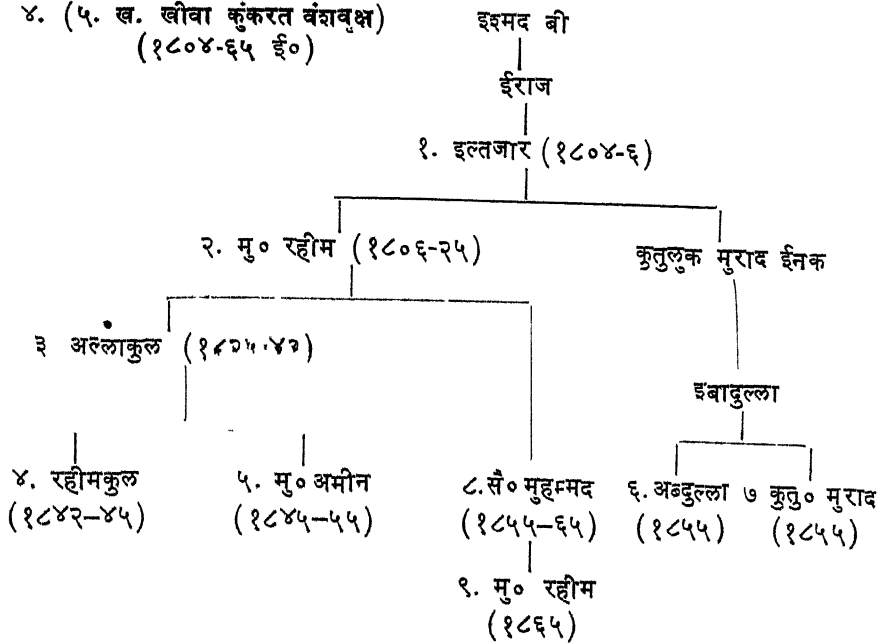 ४. (५. ख. खीवा कुंकरत वंशवृक्ष)
(१८०४-६५ ई०)
इश्मद बी
ईराज
१. इल्तजार (१८०४-६)
२. मु० रहीम (१८०६-२५)
कुतुलुक मुराद ईनक
३ अल्लाकुल (१८२५-४२)
इबादुल्ला
४. रहीमकुल
(१८४२–४५)
५. मु० अमीन
(१८४५–५५)
८. सै० मुहम्मद
(१८५५–६५)
६. अब्दुल्ला
(१८५५)
७ कुतु० मुराद
(१८५५)
९. मु० रहीम
(१८६५)